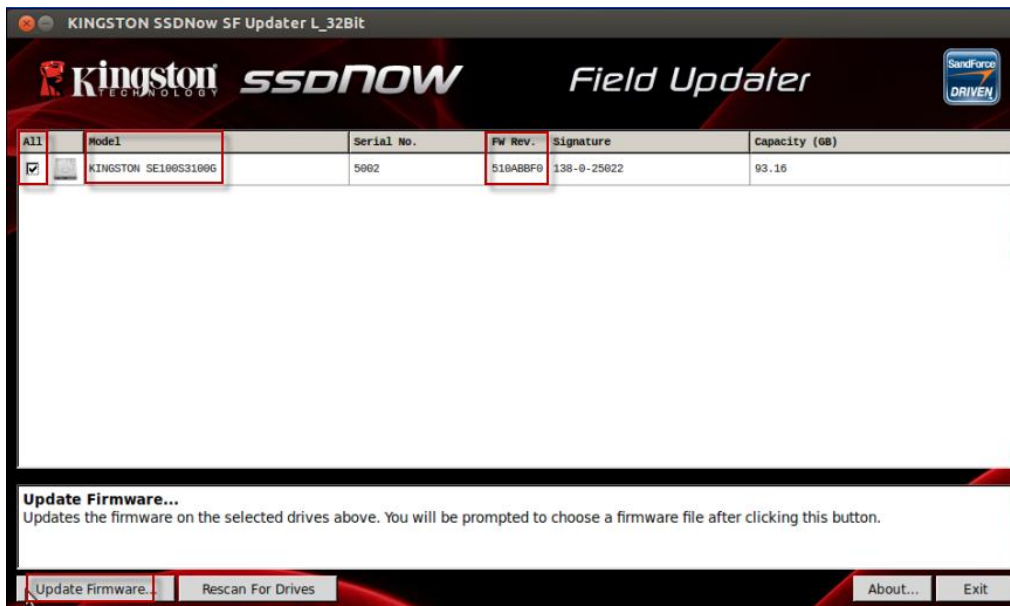 KINGSTON SSDNow SF Updater L_32Bit
Kingston SSDNOW Field Updater
TECHNOLOGY
SandForce
DRIVEN
All Model Serial No. FW Rev. Signature Capacity (GB)
KINGSTON SE100S3100G 5002 510ABBF0 138-0-25022 93.16
Update Firmware...
Updates the firmware on the selected drives above. You will be prompted to choose a firmware file after clicking this button.
Update Firmware... Rescan For Drives About... Exit